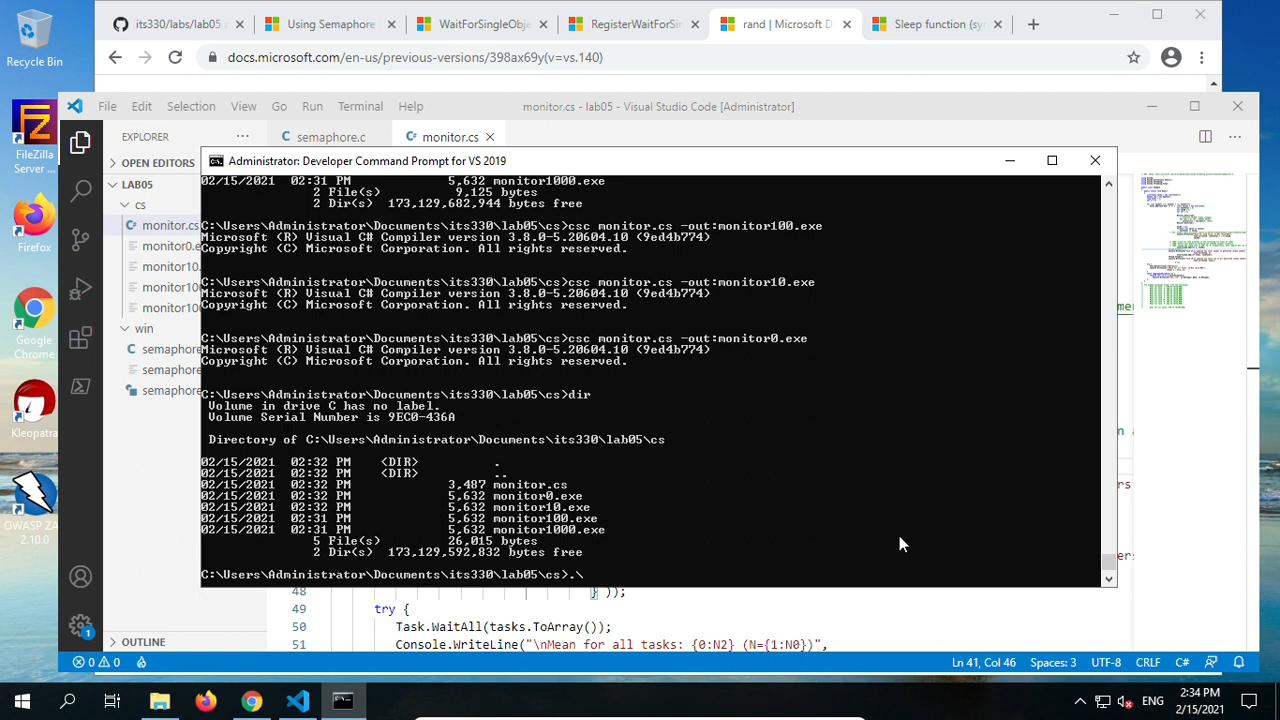 Recycle Bin
FileZilla
Server ...
Firefox
Google
Chrome
Kleopatra
OWASP ZA...
2.10.0
its330/labs/lab05 a
Using Semaphore
WaitForSingleObje
RegisterWaitForSin
rand | Microsoft D
Sleep function (syn
docs.microsoft.com/en-us/previous-versions/398ax69y(v=vs.140)
File Edit Selection View Go Run Terminal Help
monitor.cs - lab05 - Visual Studio Code [Administrator]
EXPLORER
semaphore.c
monitor.cs
OPEN EDITORS
LAB05
cs
monitor.cs
monitor0.e
monitor10.
monitor10
monitor100
win
semaphore
semaphore
semaphore
OUTLINE
Administrator: Developer Command Prompt for VS 2019
02/15/2021 02:31 PM 5,632 monitor1000.exe
2 File(s) 9,125 bytes
C:\Users\Administrator\Documents\its330\lab05\cs>csc monitor.cs -out:monitor100.exe
Microsoft (R) Visual C# Compiler version 3.8.0-5.20604.10 (9ed4b774)
Copyright (C) Microsoft Corporation. All rights reserved.
C:\Users\Administrator\Documents\its330\lab05\cs>csc monitor.cs -out:monitor10.exe
Microsoft (R) Visual C# Compiler version 3.8.0-5.20604.10 (9ed4b774)
Copyright (C) Microsoft Corporation. All rights reserved.
C:\Users\Administrator\Documents\its330\lab05\cs>csc monitor.cs -out:monitor0.exe
Microsoft (R) Visual C# Compiler version 3.8.0-5.20604.10 (9ed4b774)
Copyright (C) Microsoft Corporation. All rights reserved.
C:\Users\Administrator\Documents\its330\lab05\cs>dir
Volume in drive C has no label.
Volume Serial Number is 9EC0-436A
Directory of C:\Users\Administrator\Documents\its330\lab05\cs
02/15/2021 02:32 PM <DIR> .
02/15/2021 02:32 PM <DIR> ..
02/15/2021 02:32 PM 3,487 monitor.cs
02/15/2021 02:32 PM 5,632 monitor0.exe
02/15/2021 02:32 PM 5,632 monitor10.exe
02/15/2021 02:31 PM 5,632 monitor100.exe
02/15/2021 02:31 PM 5,632 monitor1000.exe
5 File(s) 26,015 bytes
2 Dir(s) 173,129,592,832 bytes free
C:\Users\Administrator\Documents\its330\lab05\cs>.\
48 } ));
49 try {
50 Task.WaitAll(tasks.ToArray());
51 Console.WriteLine("\nMean for all tasks: {0:N2} (N={1:N0})",
0 0
Ln 41, Col 46 Spaces: 3 UTF-8 CRLF C#
1
ENG
2:34 PM
2/15/2021